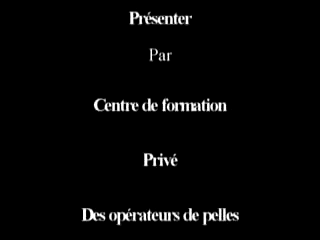 Présenter
Par
Centre de formation
Privé
Des opérateurs de pelles